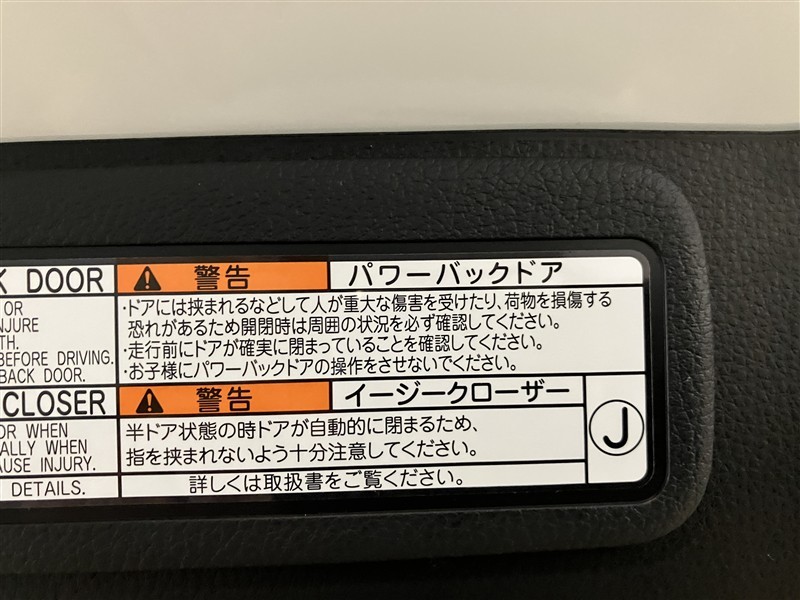 K DOOR
警告 パワーバックドア
OR
NJURE
TH.
BEFORE DRIVING.
BACK DOOR.
・ドアには挟まれるなどして人が重大な傷害を受けたり、荷物を損傷する
恐れがあるため開閉時は周囲の状況を必ず確認してください。
・走行前にドアが確実に閉まっていることを確認してください。
・お子様にパワーバックドアの操作をさせないでください。
CLOSER
警告 イージークローザー
OR WHEN
ALLY WHEN
AUSE INJURY.
半ドア状態の時ドアが自動的に閉まるため、
指を挟まれないよう十分注意してください。
DETAILS.
詳しくは取扱書をご覧ください。
J